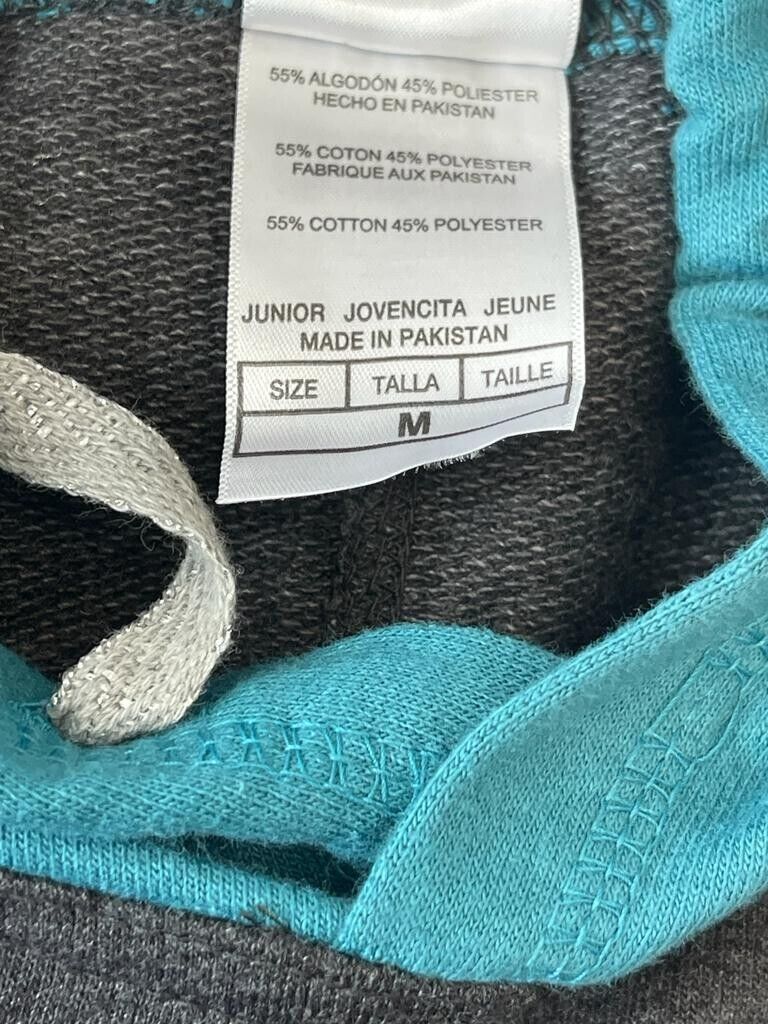 55% ALGODÓN 45% POLIESTER
HECHO EN PAKISTAN
55% COTON 45% POLYESTER
FABRIQUE AUX PAKISTAN
55% COTTON 45% POLYESTER
JUNIOR JOVENCITA JEUNE
MADE IN PAKISTAN
SIZE TALLA TAILLE
M